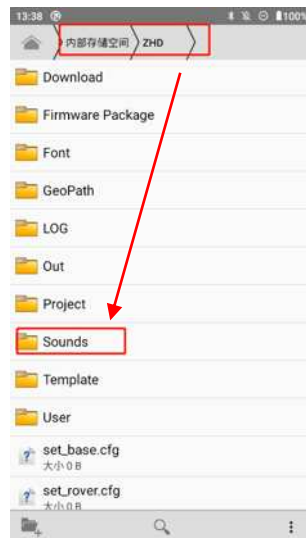 13:38 100%
内部存储空间 ZHD
Download
Firmware Package
Font
GeoPath
LOG
Out
Project
Sounds
Template
User
set_base.cfg
大小 0 B
set_rover.cfg
大小 0 B